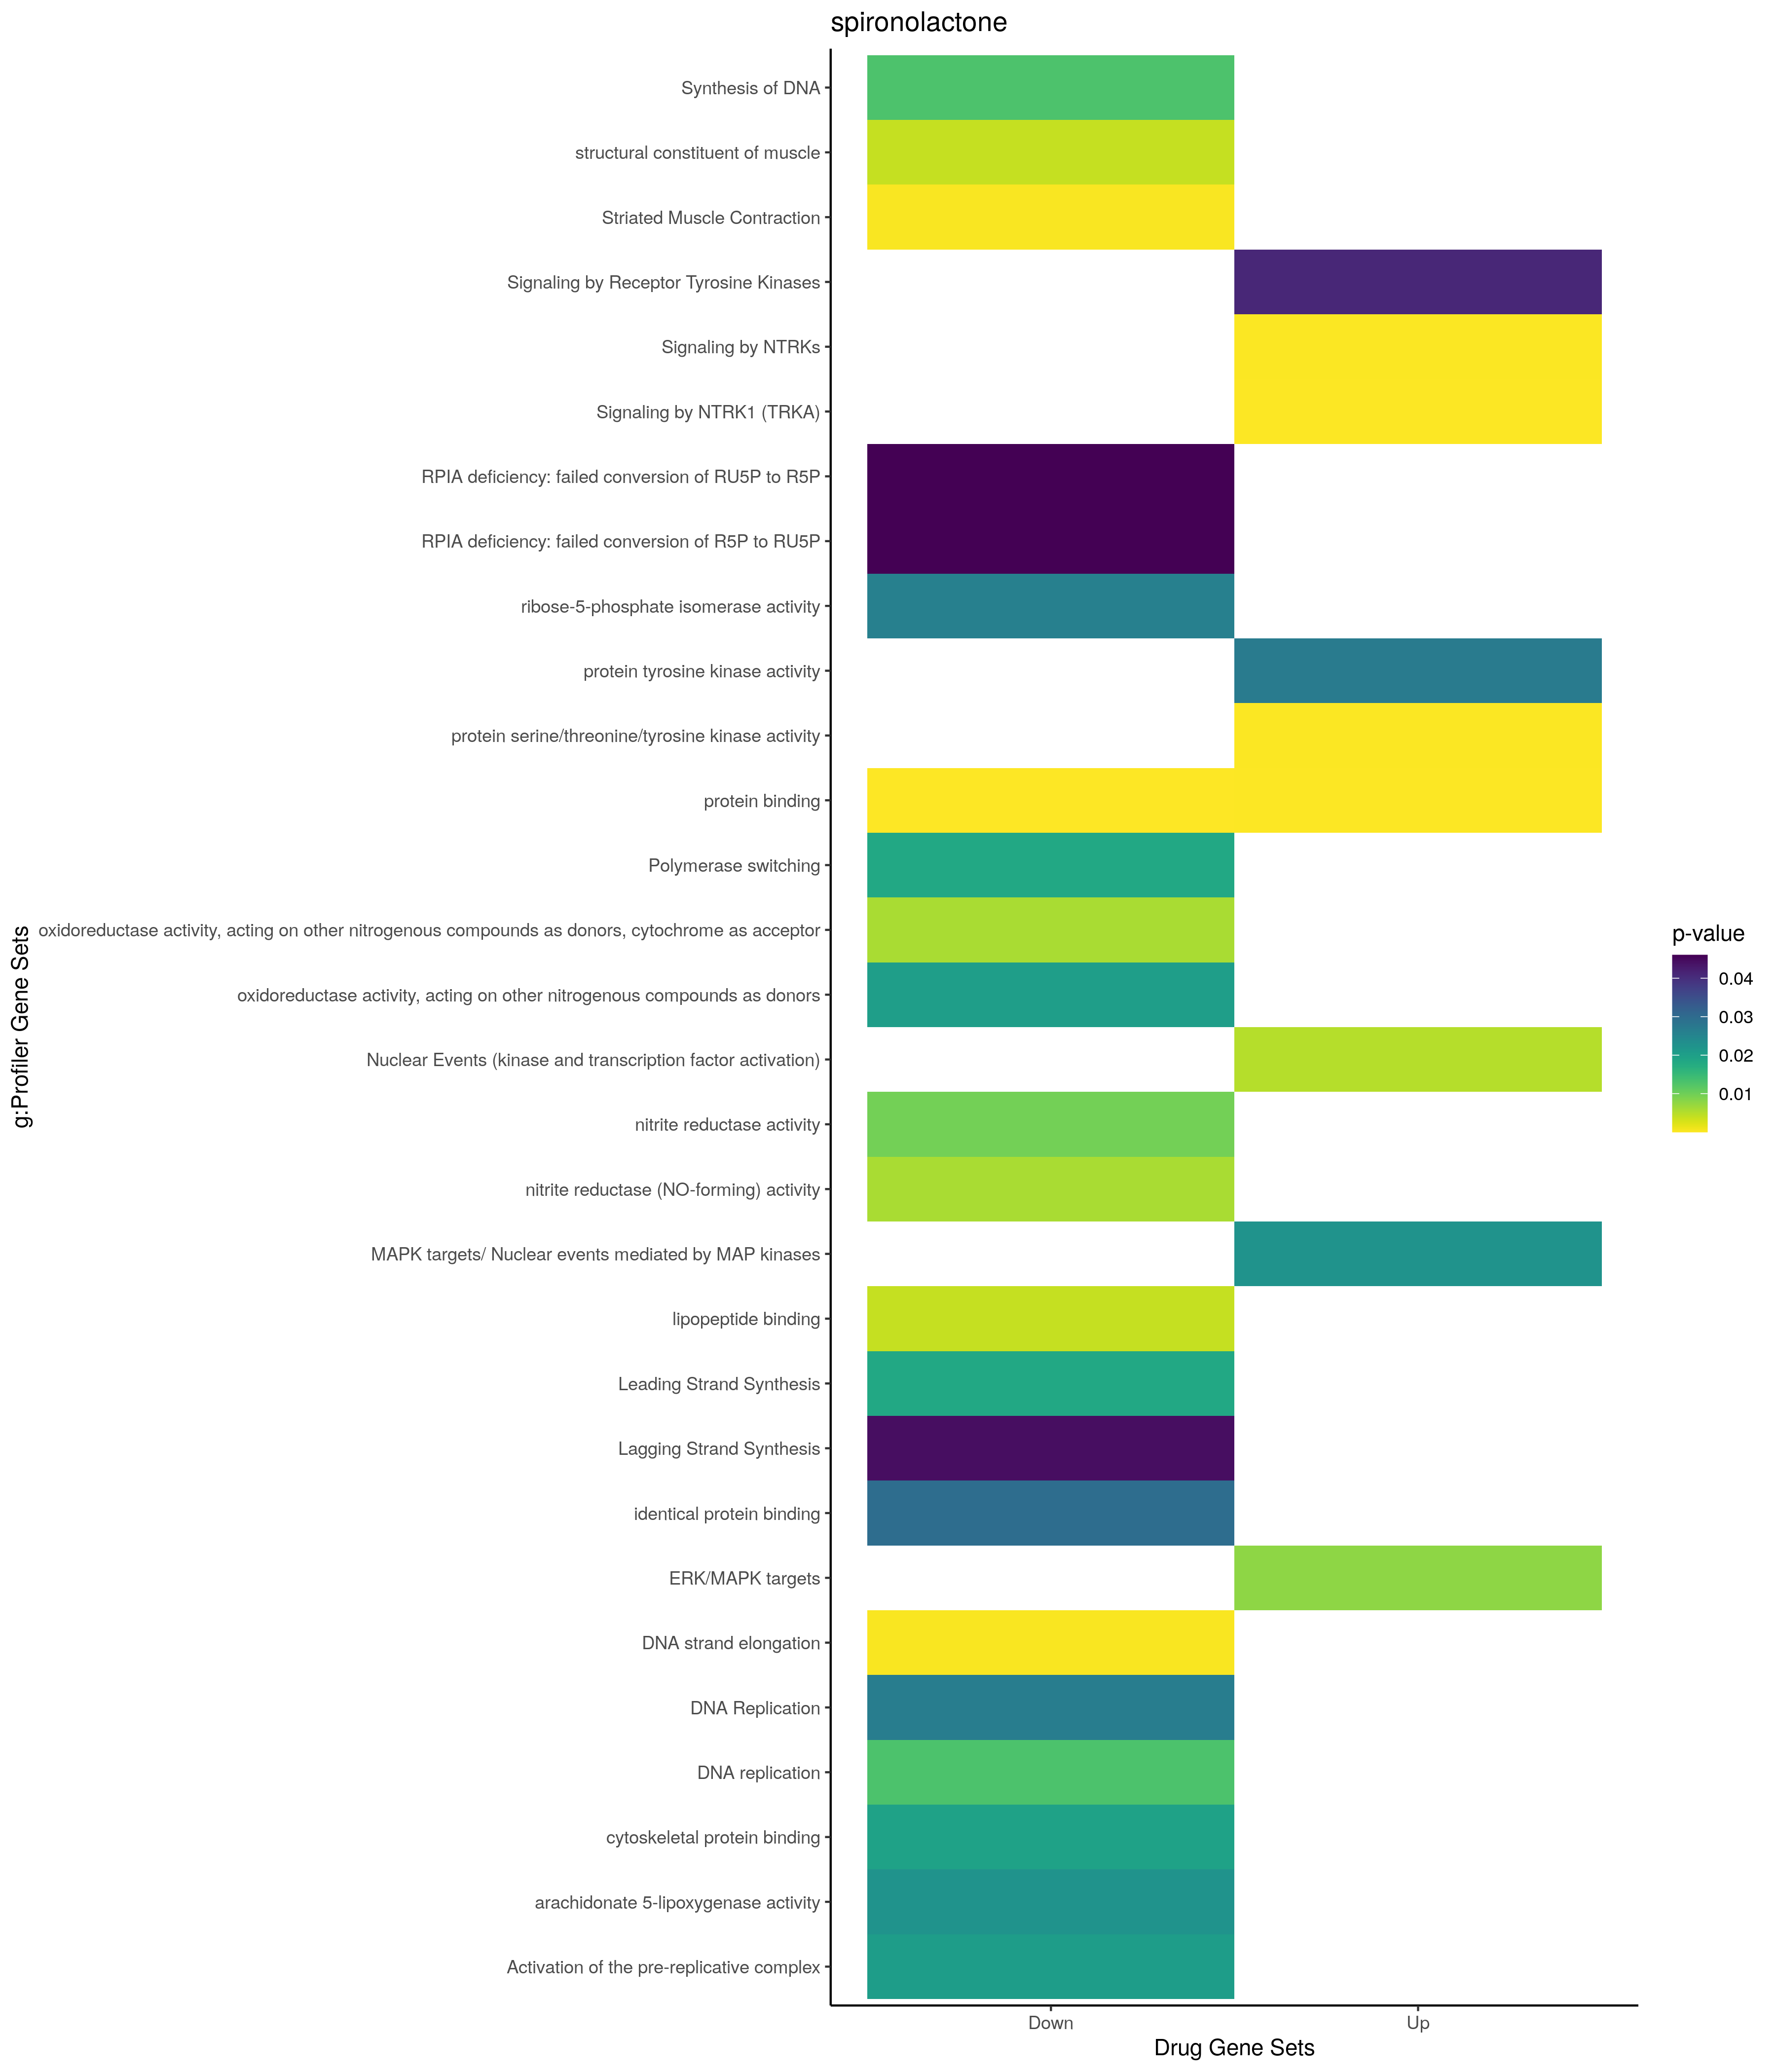 spironolactone
Synthesis of DNA
structural constituent of muscle
Striated Muscle Contraction
Signaling by Receptor Tyrosine Kinases
Signaling by NTRKs
Signaling by NTRK1 (TRKA)
RPIA deficiency: failed conversion of RU5P to R5P
RPIA deficiency: failed conversion of R5P to RU5P
ribose-5-phosphate isomerase activity
protein tyrosine kinase activity
protein serine/threonine/tyrosine kinase activity
protein binding
Polymerase switching
oxidoreductase activity, acting on other nitrogenous compounds as donors, cytochrome as acceptor
oxidoreductase activity, acting on other nitrogenous compounds as donors
Nuclear Events (kinase and transcription factor activation)
nitrite reductase activity
nitrite reductase (NO-forming) activity
MAPK targets/ Nuclear events mediated by MAP kinases
lipopeptide binding
Leading Strand Synthesis
Lagging Strand Synthesis
identical protein binding
ERK/MAPK targets
DNA strand elongation
DNA Replication
DNA replication
cytoskeletal protein binding
arachidonate 5-lipoxygenase activity
Activation of the pre-replicative complex
g:Profiler Gene Sets
Down
Up
Drug Gene Sets
p-value
0.04
0.03
0.02
0.01